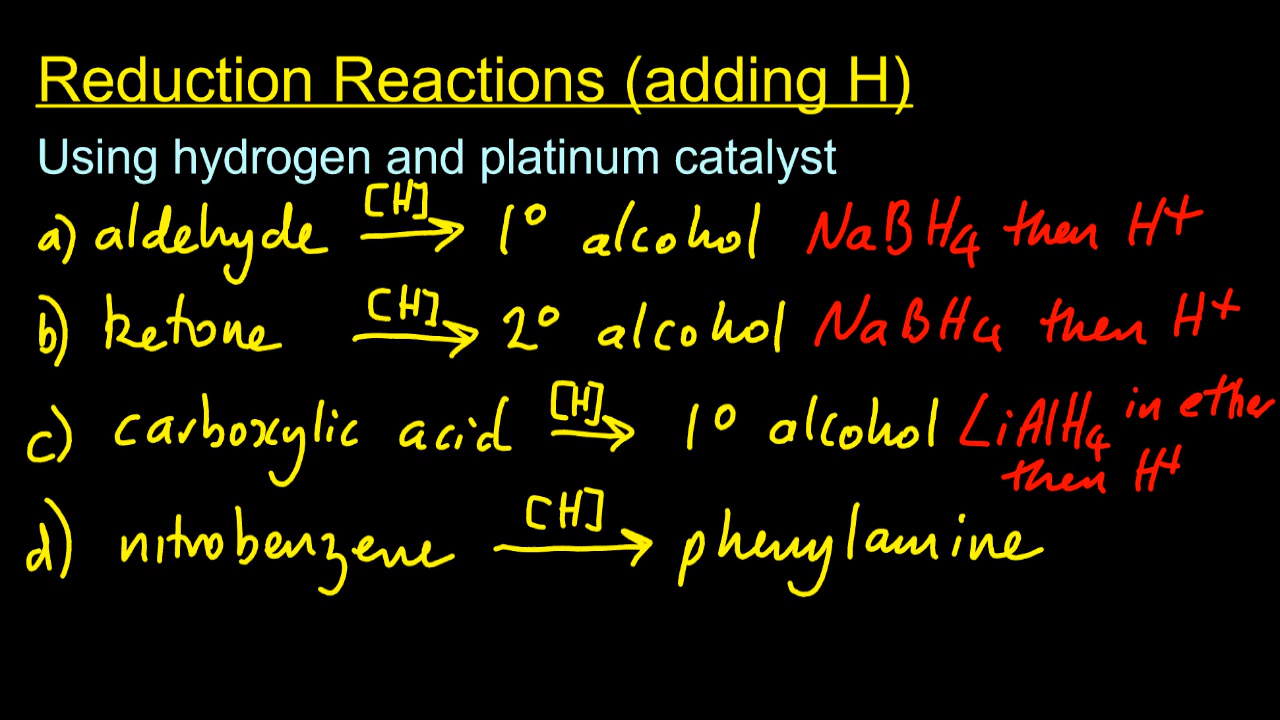 Reduction Reactions (adding H)
Using hydrogen and platinum catalyst
a) aldehyde [H] → 1° alcohol NaBH4 then H+
b) ketone [H] → 2° alcohol NaBH4 then H+
c) carboxylic acid [H] → 1° alcohol LiAlH4 in ether
then H+
d) nitrobenzene [H] → phenylamine